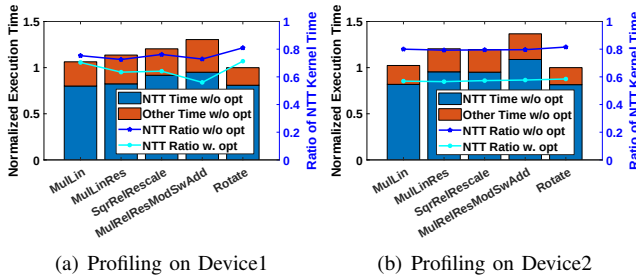 Normalized Execution Time
1.5
1
0.5
0
1
0.8
0.6
0.4
0.2
0
Ratio of NTT Kernel Time
NTT Time w/o opt
Other Time w/o opt
NTT Ratio w/o opt
NTT Ratio w. opt
MulLin
MulLinRes
SqrRelRescale
MulRelResModSwAdd
Rotate
(a) Profiling on Device1
Normalized Execution Time
1.5
1
0.5
0
1
0.8
0.6
0.4
0.2
0
Ratio of NTT Kernel Time
NTT Time w/o opt
Other Time w/o opt
NTT Ratio w/o opt
NTT Ratio w. opt
MulLin
MulLinRes
SqrRelRescale
MulRelResModSwAdd
Rotate
(b) Profiling on Device2